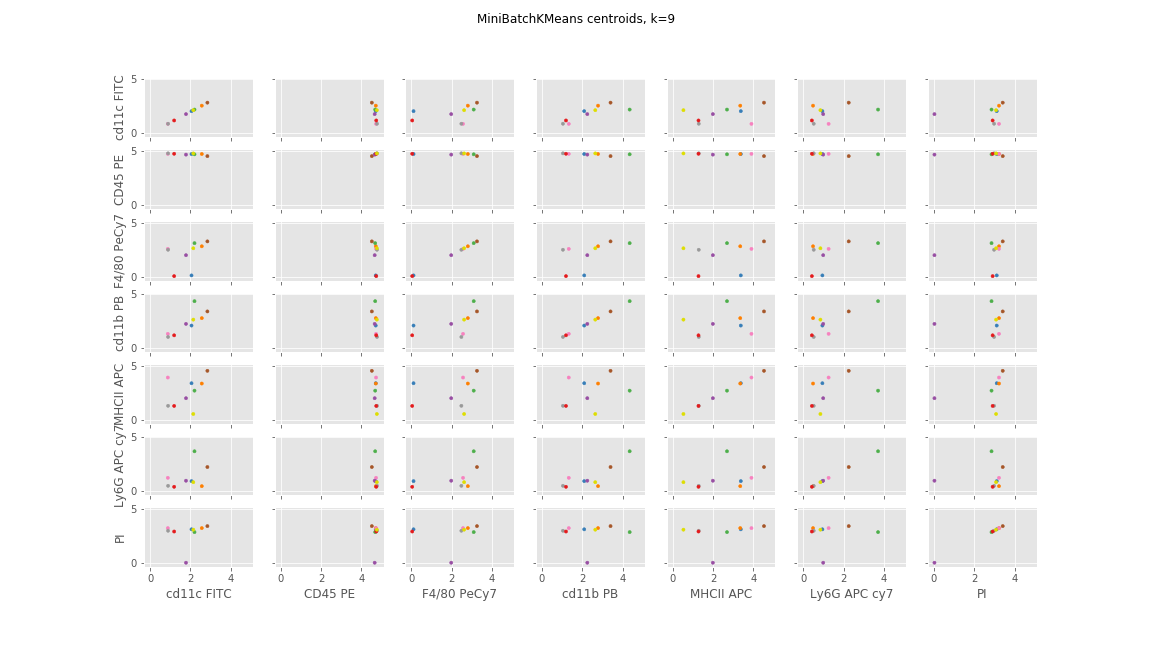 MiniBatchKMeans centroids, k=9
cd11c FITC
5
0
CD45 PE
5
0
F4/80 PeCy7
5
0
cd11b PB
5
0
MHCII APC
5
0
Ly6G APC cy7
5
0
PI
5
0
0 2 4 0 2 4 0 2 4 0 2 4 0 2 4 0 2 4 0 2 4
cd11c FITC CD45 PE F4/80 PeCy7 cd11b PB MHCII APC Ly6G APC cy7 PI